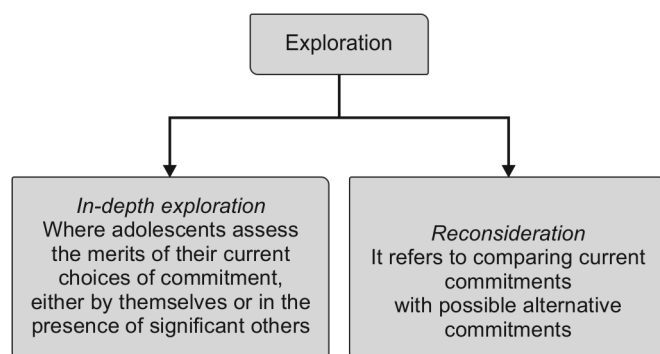 Exploration
In-depth exploration
Where adolescents assess
the merits of their current
choices of commitment,
either by themselves or in the
presence of significant others
Reconsideration
It refers to comparing current
commitments
with possible alternative
commitments